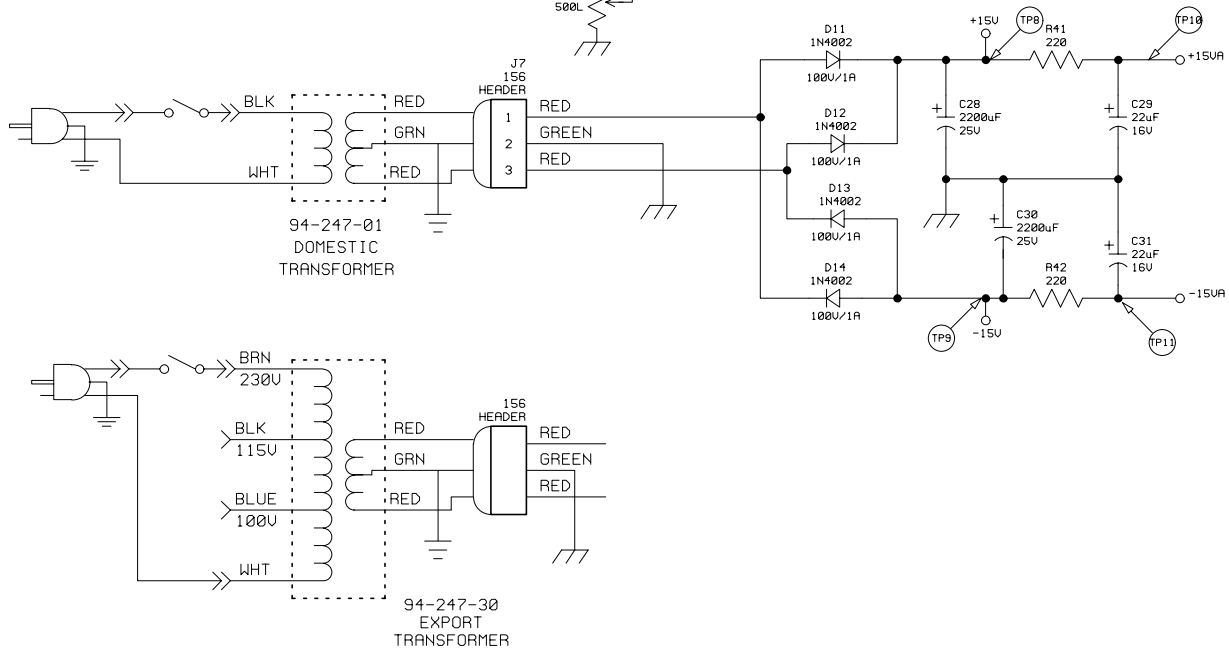 500L
BLK
WHT
94-247-01
DOMESTIC
TRANSFORMER
RED
GRN
RED
J7
156
HEADER
1
2
3
RED
GREEN
RED
D11
1N4002
100V/1A
D12
1N4002
100V/1A
D13
1N4002
100V/1A
D14
1N4002
100V/1A
+15V
TP8
R41
220
TP10
+15VA
+
C28
2200uF
25V
+
C29
22uF
16V
+
C30
2200uF
25V
+
C31
22uF
16V
R42
220
-15VA
TP9
-15V
TP11
BRN
230V
BLK
115V
BLUE
100V
WHT
RED
GRN
RED
156
HEADER
RED
GREEN
RED
94-247-30
EXPORT
TRANSFORMER